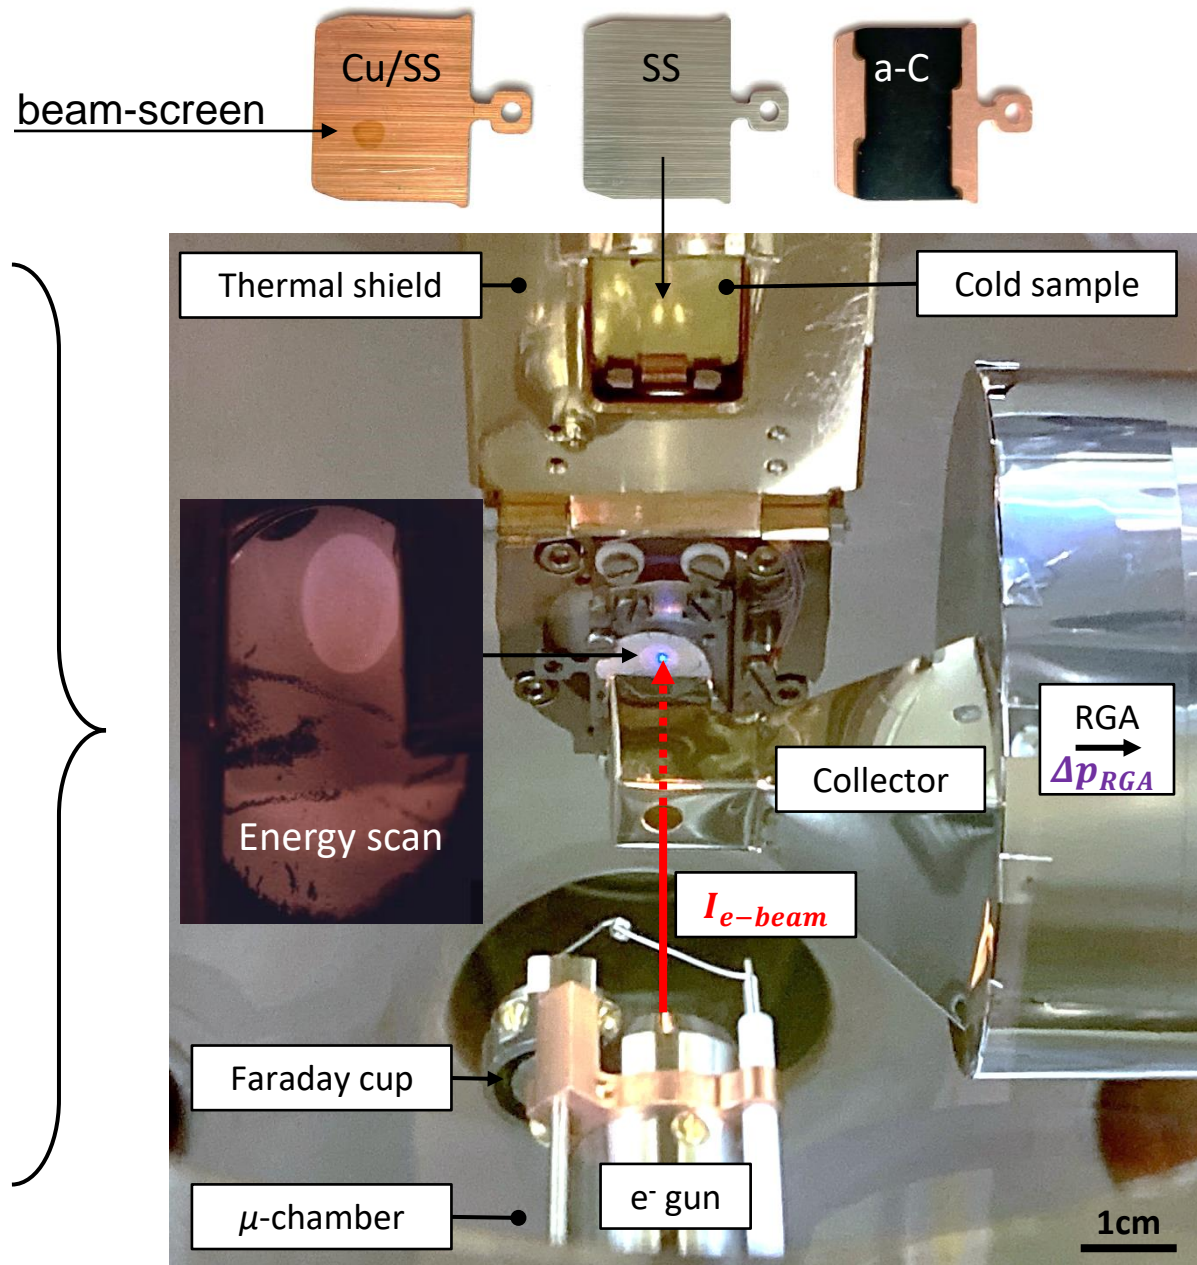 Cu/SS
SS
a-C
beam-screen
Thermal shield
Cold sample
RGA
Δp_RGA
Collector
Energy scan
I_e−beam
Faraday cup
e⁻ gun
μ-chamber
1cm